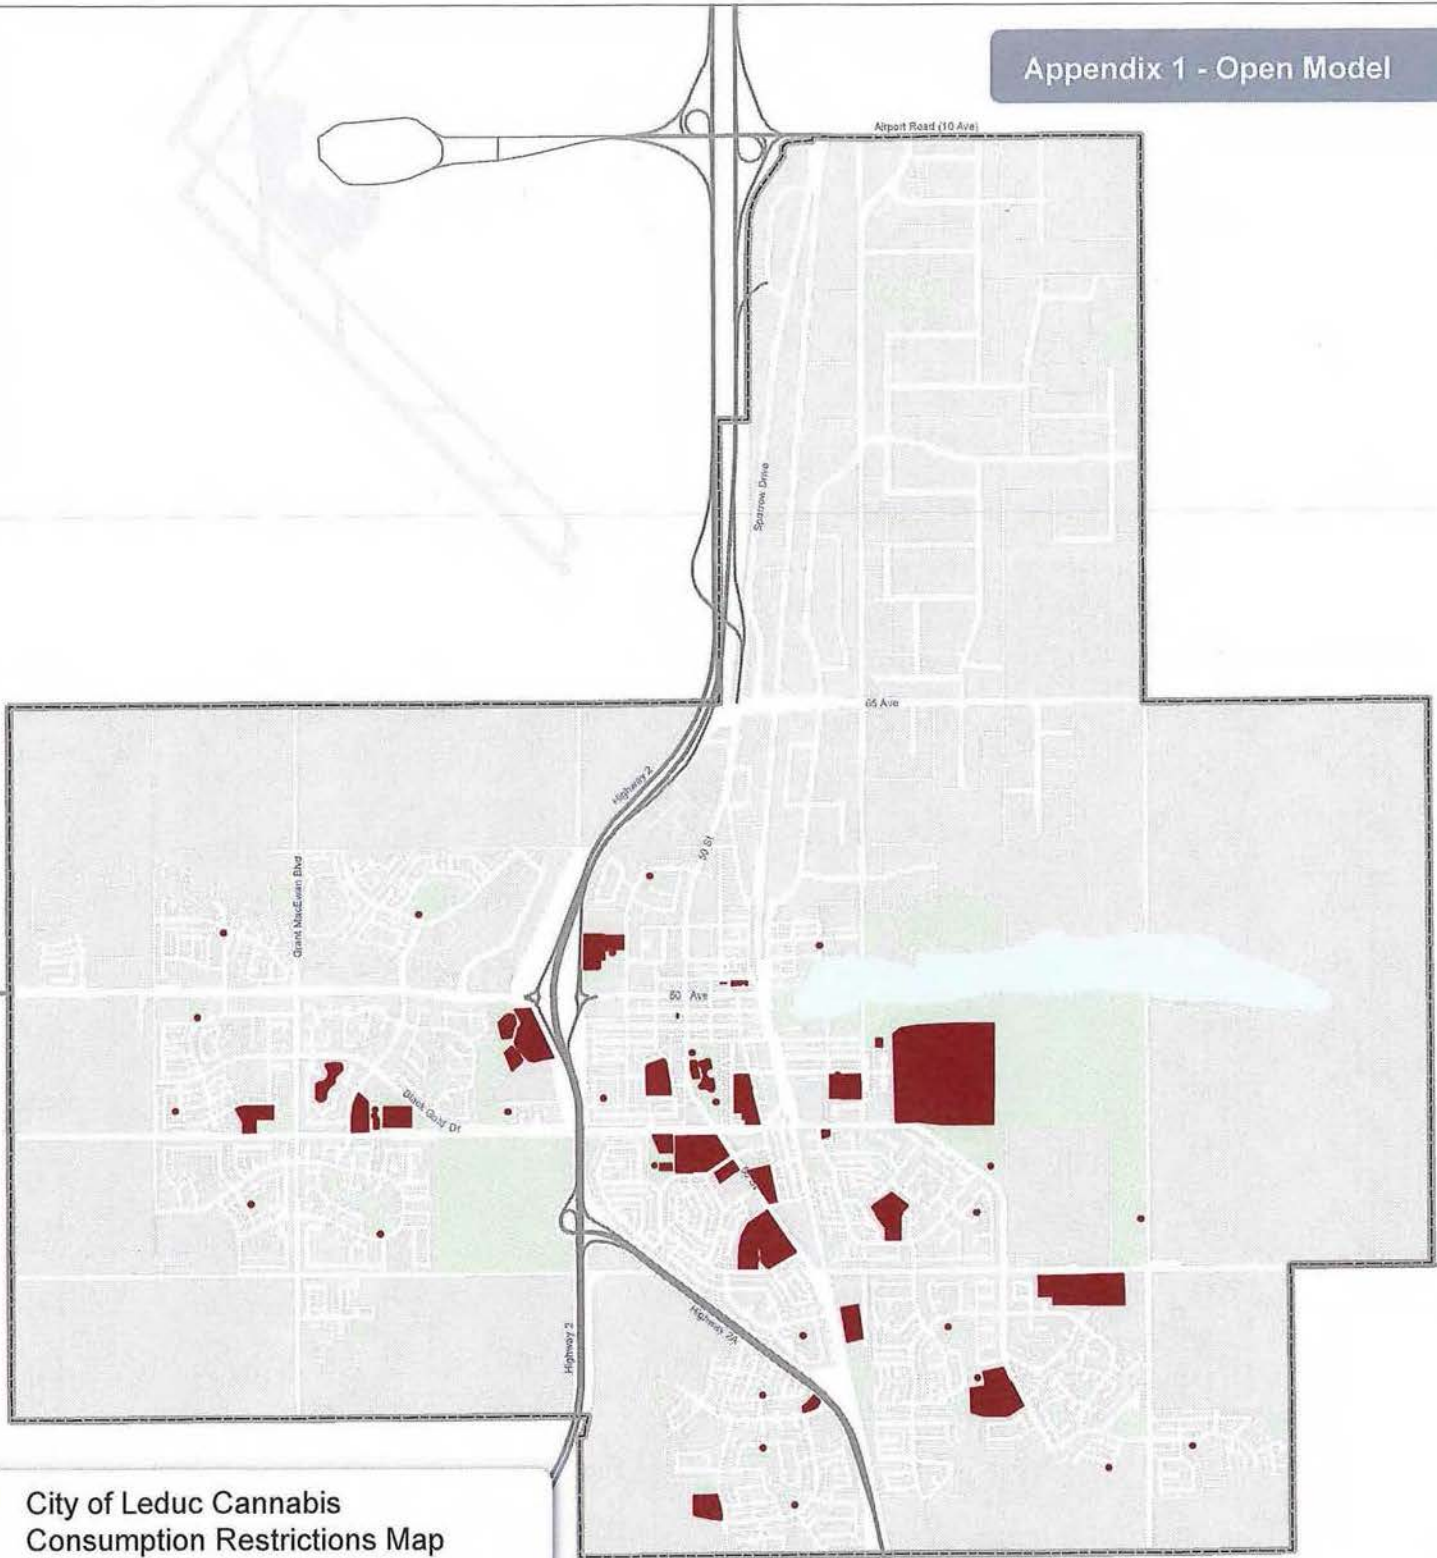 Appendix 1 - Open Model
Airport Road (10 Ave)
Sparrow Drive
65 Ave
Highway 2
50 St
Grant MacEwan Blvd
50 Ave
Black Gold Dr
Highway 2A
Highway 2
City of Leduc Cannabis
Consumption Restrictions Map